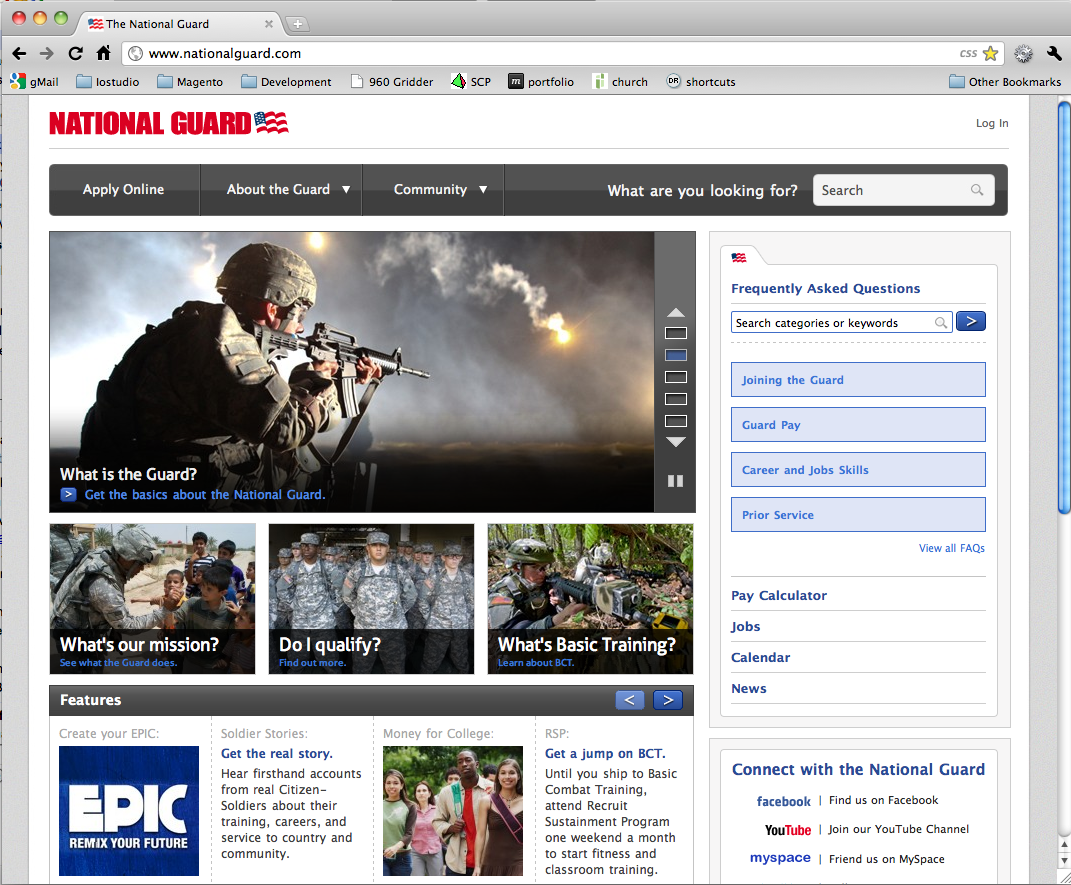 The National Guard
www.nationalguard.com
CSS
gMail
lostudio
Magento
Development
960 Gridder
SCP
m portfolio
church
DR shortcuts
Other Bookmarks
NATIONAL GUARD
Log In
Apply Online
About the Guard
Community
What are you looking for?
Search
What is the Guard?
> Get the basics about the National Guard.
What's our mission?
See what the Guard does.
Do I qualify?
Find out more.
What's Basic Training?
Learn about BCT.
Features
< >
Create your EPIC:
EPIC
REMIX YOUR FUTURE
Soldier Stories:
Get the real story.
Hear firsthand accounts
from real Citizen-
Soldiers about their
training, careers, and
service to country and
community.
Money for College:
RSP:
Get a jump on BCT.
Until you ship to Basic
Combat Training,
attend Recruit
Sustainment Program
one weekend a month
to start fitness and
classroom training.
Frequently Asked Questions
Search categories or keywords >
Joining the Guard
Guard Pay
Career and Jobs Skills
Prior Service
View all FAQs
Pay Calculator
Jobs
Calendar
News
Connect with the National Guard
facebook | Find us on Facebook
YouTube | Join our YouTube Channel
myspace | Friend us on MySpace